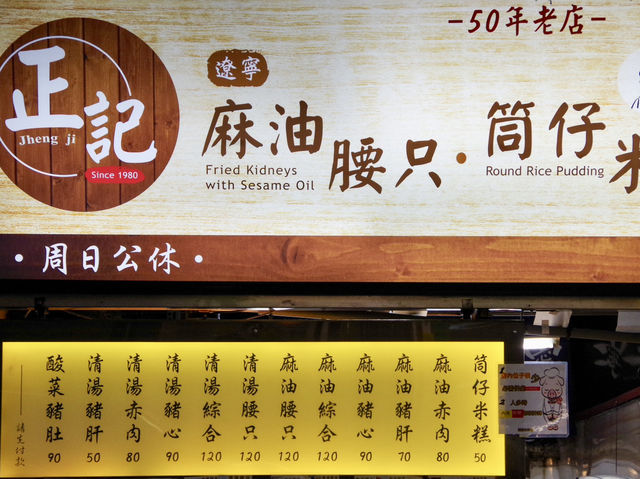 -50年老店-
正記
Jheng ji
Since 1980
遼寧
麻油腰只·筒仔米
Fried Kidneys
with Sesame Oil
Round Rice Pudding
·周日公休·
筒仔米糕 50
麻油赤肉 80
麻油豬肝 70
麻油豬心 90
麻油綜合 120
麻油腰只 120
清湯腰只 120
清湯綜合 120
清湯豬心 90
清湯赤肉 80
清湯豬肝 50
酸菜豬肚 90
請先付款